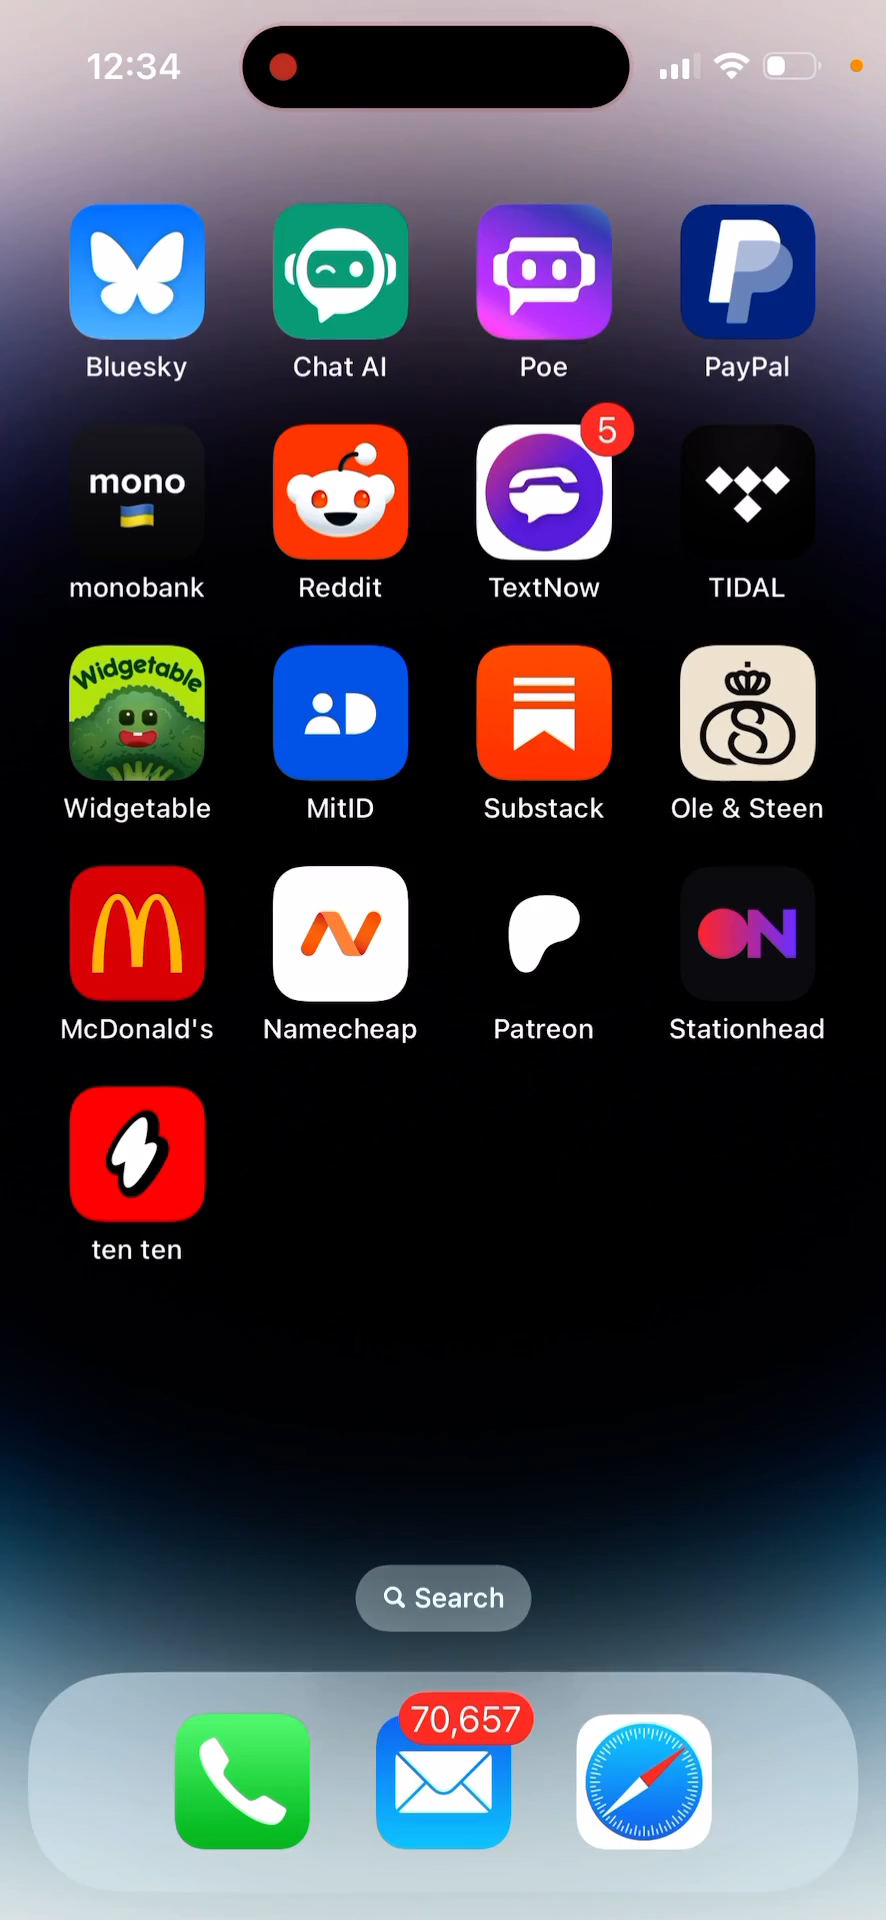 12:34
Bluesky
Chat AI
Poe
PayPal
mono
5
monobank
Reddit
TextNow
TIDAL
Widgetable
Widgetable
MitID
Substack
Ole & Steen
ON
McDonald's
Namecheap
Patreon
Stationhead
ten ten
Search
70,657